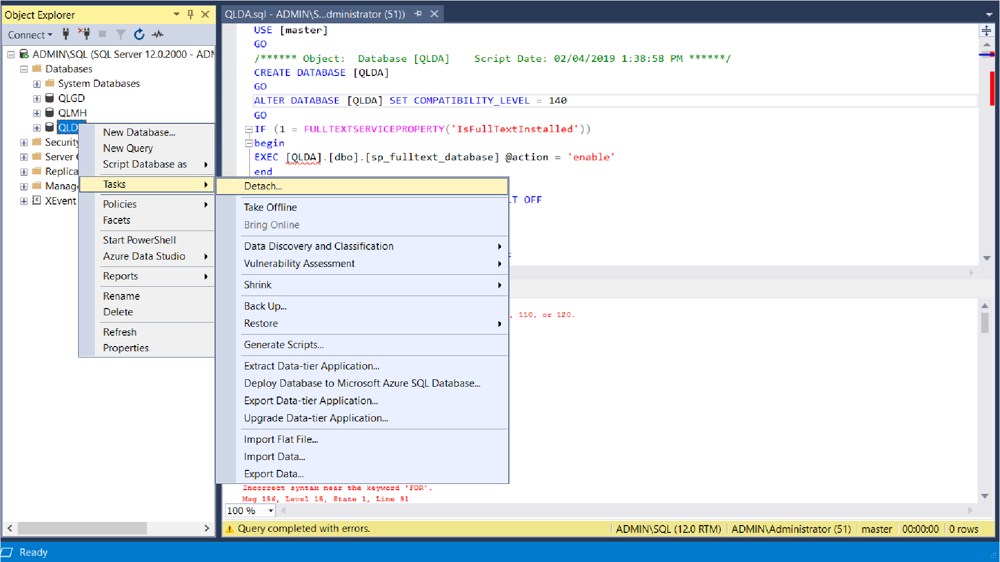 Object Explorer
Connect
ADMIN\SQL (SQL Server 12.0.2000 - ADM
Databases
System Databases
QLGD
QLMH
QLD
Security
Server
Replica
Manag
XEvent
New Database...
New Query
Script Database as
Tasks
Policies
Facets
Start PowerShell
Azure Data Studio
Reports
Rename
Delete
Refresh
Properties
Detach...
Take Offline
Bring Online
Data Discovery and Classification
Vulnerability Assessment
Shrink
Back Up...
Restore
Generate Scripts...
Extract Data-tier Application...
Deploy Database to Microsoft Azure SQL Database...
Export Data-tier Application...
Upgrade Data-tier Application...
Import Flat File...
Import Data...
Export Data...
QLDA.sql - ADMIN\S...dministrator (51))
USE [master]
GO
/****** Object:  Database [QLDA]    Script Date: 02/04/2019 1:38:58 PM ******/
CREATE DATABASE [QLDA]
GO
ALTER DATABASE [QLDA] SET COMPATIBILITY_LEVEL = 140
GO
IF (1 = FULLTEXTSERVICEPROPERTY('IsFullTextInstalled'))
begin
EXEC [QLDA].[dbo].[sp_fulltext_database] @action = 'enable'
end
LT OFF
, 110, or 120.
Incorrect syntax near the keyword 'FOR'.
Msg 156, Level 15, State 1, Line 91
100 %
Query completed with errors.
ADMIN\SQL (12.0 RTM)
ADMIN\Administrator (51)
master
00:00:00
0 rows
Ready